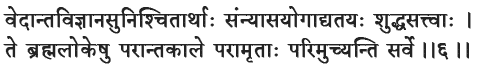 वेदान्तविज्ञानसुनिश्चितार्थाः संन्यासयोगाद्यतयः शुद्धसत्त्वाः ।
ते ब्रह्मलोकेषु परान्तकाले परामृताः परिमुच्यन्ति सर्वे ।।६।।